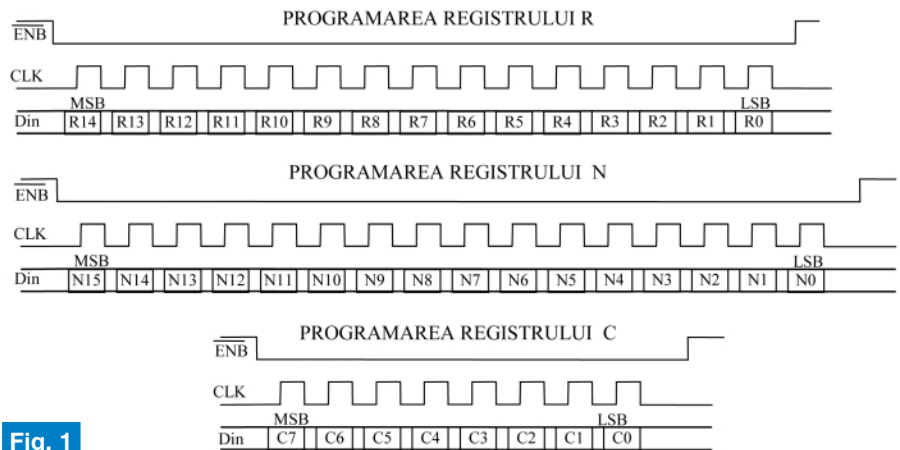 PROGRAMAREA REGISTRULUI R
ENB
CLK
MSB LSB
Din R14 R13 R12 R11 R10 R9 R8 R7 R6 R5 R4 R3 R2 R1 R0
PROGRAMAREA REGISTRULUI N
ENB
CLK
MSB LSB
Din N15 N14 N13 N12 N11 N10 N9 N8 N7 N6 N5 N4 N3 N2 N1 N0
PROGRAMAREA REGISTRULUI C
ENB
CLK
MSB LSB
Din C7 C6 C5 C4 C3 C2 C1 C0
Fig. 1